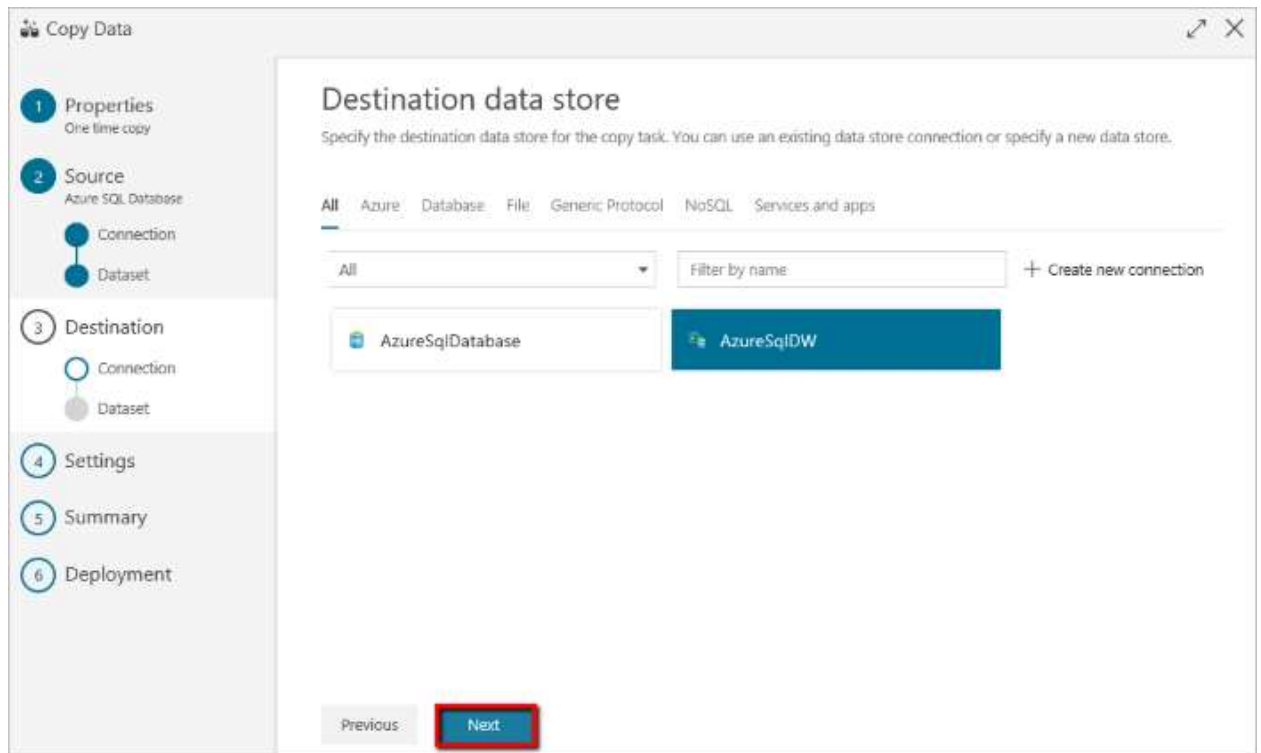 Copy Data
1 Properties
One time copy
2 Source
Azure SQL Database
Connection
Dataset
3 Destination
Connection
Dataset
4 Settings
5 Summary
6 Deployment
Destination data store
Specify the destination data store for the copy task. You can use an existing data store connection or specify a new data store.
All Azure Database File Generic Protocol NoSQL Services and apps
All Filter by name + Create new connection
AzureSqlDatabase AzureSqlDW
Previous Next